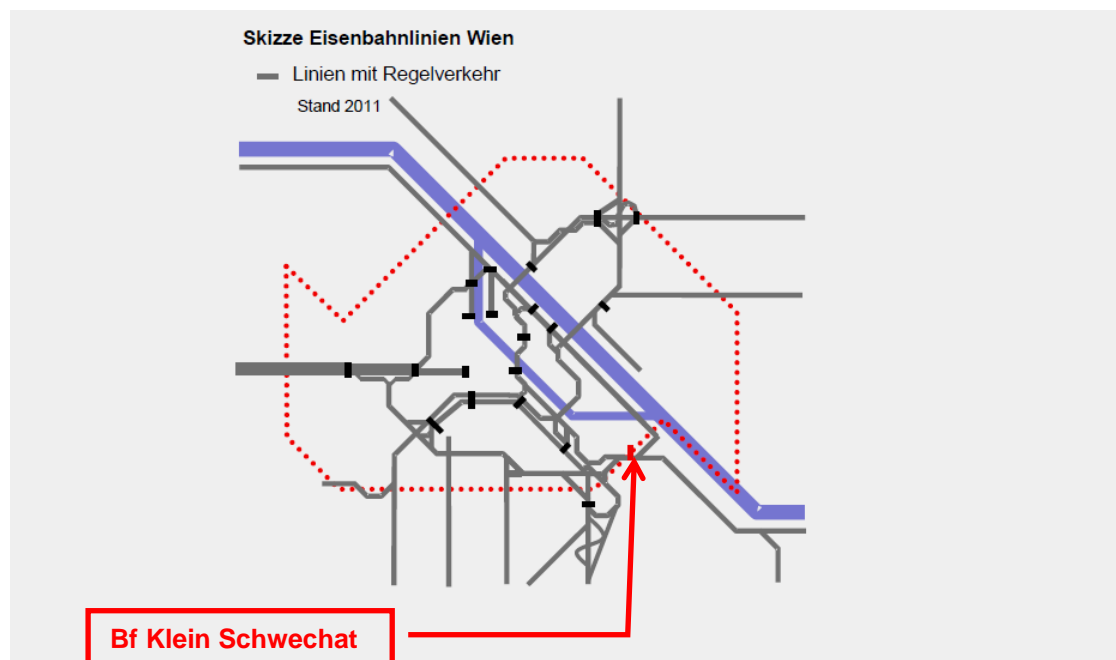 Skizze Eisenbahnlinien Wien
Linien mit Regelverkehr
Stand 2011
Bf Klein Schwechat